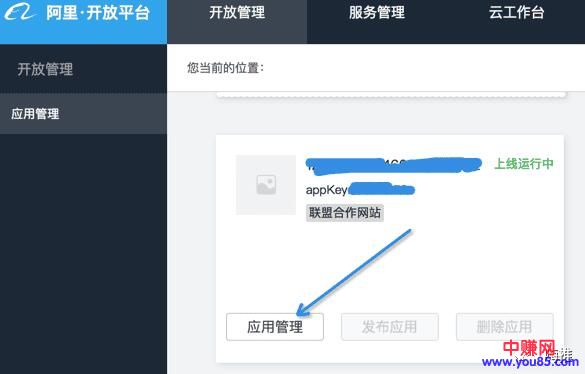 阿里·开放平台
开放管理
服务管理
云工作台
开放管理
您当前的位置：
应用管理
上线运行中
appKey
联盟合作网站
应用管理
发布应用
删除应用
中赚网
www.you85.com